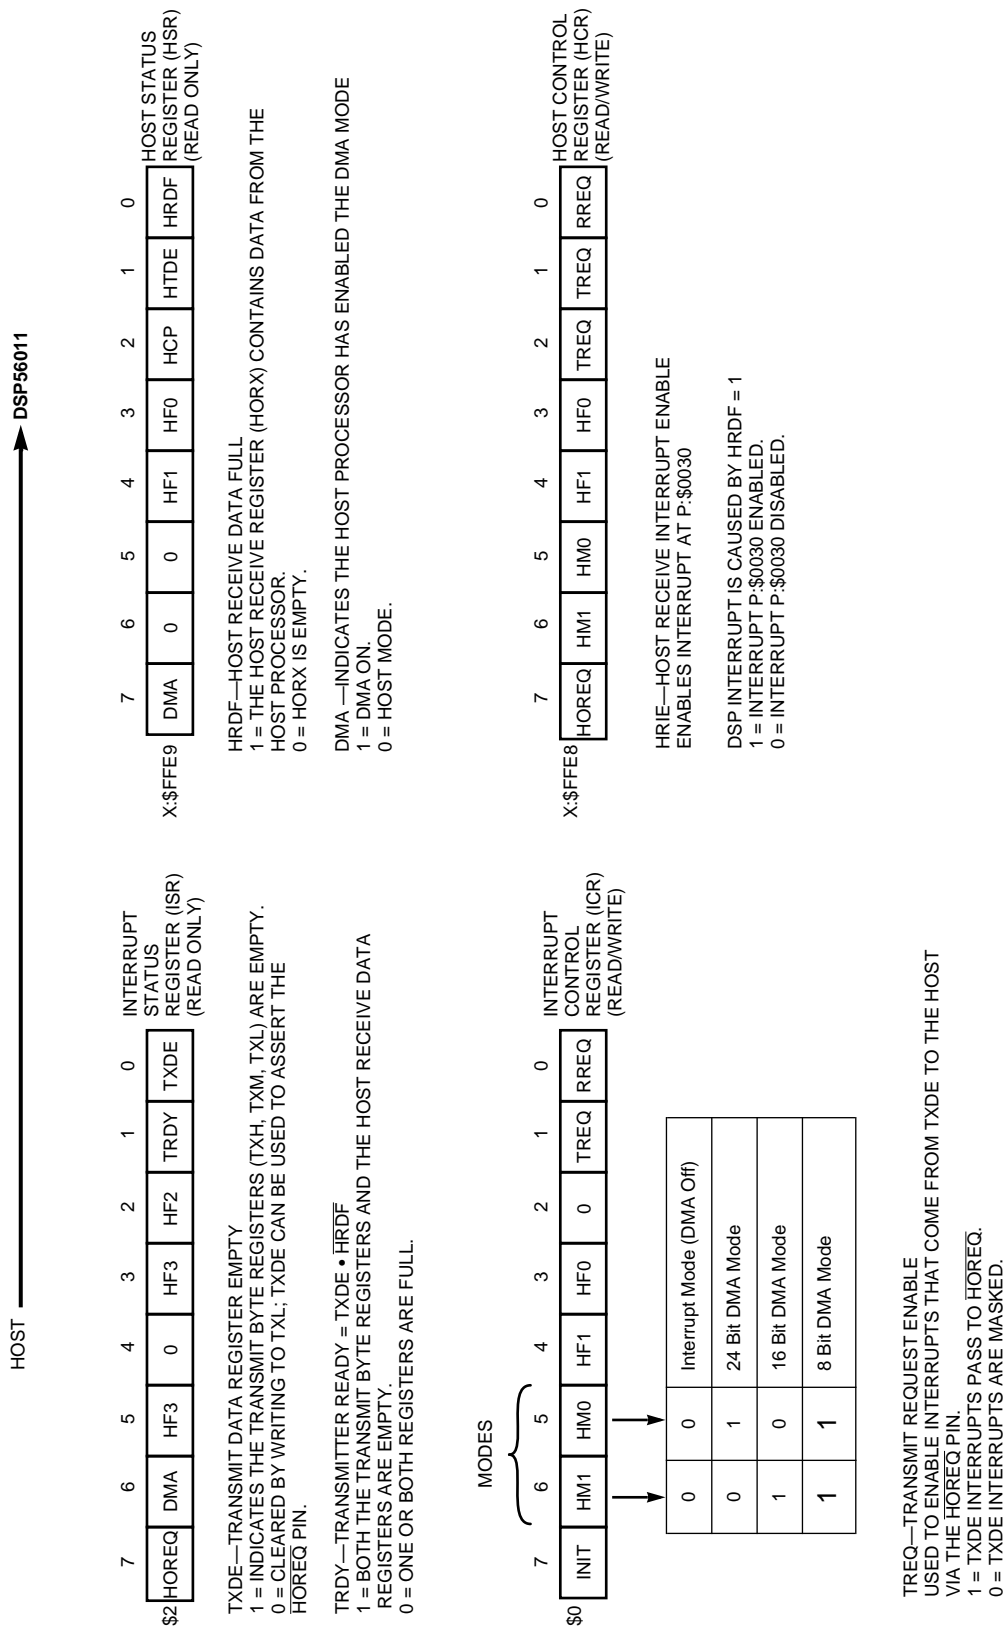 HOST
DSP56011
7 6 5 4 3 2 1 0
$2 HOREQ DMA HF3 0 HF3 HF2 TRDY TXDE
INTERRUPT
STATUS
REGISTER (ISR)
(READ ONLY)
TXDE—TRANSMIT DATA REGISTER EMPTY
1 = INDICATES THE TRANSMIT BYTE REGISTERS (TXH, TXM, TXL) ARE EMPTY.
0 = CLEARED BY WRITING TO TXL; TXDE CAN BE USED TO ASSERT THE
HOREQ PIN.
TRDY—TRANSMITTER READY = TXDE • HRDF
1 = BOTH THE TRANSMIT BYTE REGISTERS AND THE HOST RECEIVE DATA
REGISTERS ARE EMPTY.
0 = ONE OR BOTH REGISTERS ARE FULL.
7 6 5 4 3 2 1 0
X:$FFE9 DMA 0 0 HF1 HF0 HCP HTDE HRDF
HOST STATUS
REGISTER (HSR)
(READ ONLY)
HRDF—HOST RECEIVE DATA FULL
1 = THE HOST RECEIVE REGISTER (HORX) CONTAINS DATA FROM THE
HOST PROCESSOR.
0 = HORX IS EMPTY.
DMA —INDICATES THE HOST PROCESSOR HAS ENABLED THE DMA MODE
1 = DMA ON.
0 = HOST MODE.
MODES
7 6 5 4 3 2 1 0
$0 INIT HM1 HM0 HF1 HF0 0 TREQ RREQ
INTERRUPT
CONTROL
REGISTER (ICR)
(READ/WRITE)
0 0 Interrupt Mode (DMA Off)
0 1 24 Bit DMA Mode
1 0 16 Bit DMA Mode
1 1 8 Bit DMA Mode
TREQ—TRANSMIT REQUEST ENABLE
USED TO ENABLE INTERRUPTS THAT COME FROM TXDE TO THE HOST
VIA THE HOREQ PIN.
1 = TXDE INTERRUPTS PASS TO HOREQ.
0 = TXDE INTERRUPTS ARE MASKED.
7 6 5 4 3 2 1 0
X:$FFE8 HOREQ HM1 HM0 HF1 HF0 TREQ TREQ RREQ
HOST CONTROL
REGISTER (HCR)
(READ/WRITE)
HRIE—HOST RECEIVE INTERRUPT ENABLE
ENABLES INTERRUPT AT P:$0030
DSP INTERRUPT IS CAUSED BY HRDF = 1
1 = INTERRUPT P:$0030 ENABLED.
0 = INTERRUPT P:$0030 DISABLED.